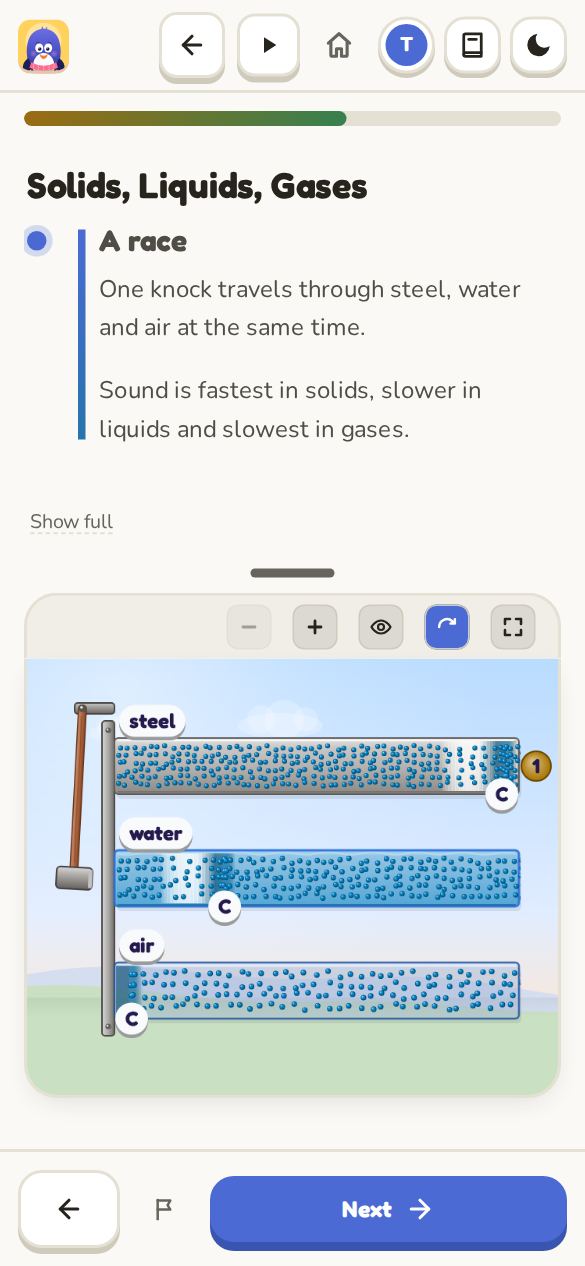 T
Solids, Liquids, Gases
A race
One knock travels through steel, water
and air at the same time.
Sound is fastest in solids, slower in
liquids and slowest in gases.
Show full
steel
1
C
water
C
air
C
Next